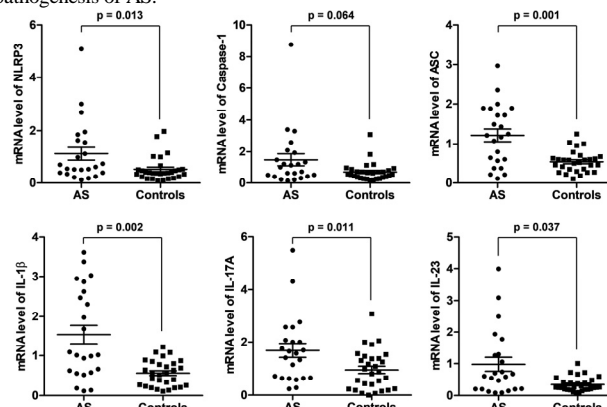 pathogenesis of AS.
p = 0.013
p = 0.064
p = 0.001
mRNA level of NLRP3
6
4
2
0
AS Controls
mRNA level of Caspase-1
10
8
6
4
2
0
AS Controls
mRNA level of ASC
4
3
2
1
0
AS Controls
p = 0.002
p = 0.011
p = 0.037
mRNA level of IL-1β
4
3
2
1
0
AS Controls
mRNA level of IL-17A
6
4
2
0
AS Controls
mRNA level of IL-23
5
4
3
2
1
0
AS Controls